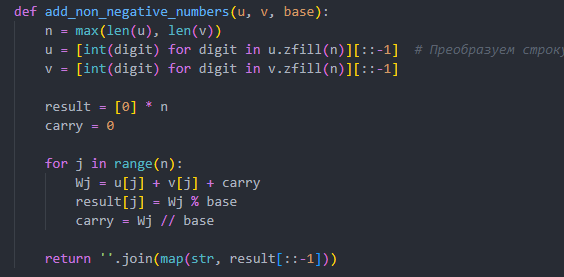 def add_non_negative_numbers(u, v, base):
    n = max(len(u), len(v))
    u = [int(digit) for digit in u.zfill(n)][::-1]  # Преобразуем строку
    v = [int(digit) for digit in v.zfill(n)][::-1]
    result = [0] * n
    carry = 0
    for j in range(n):
        Wj = u[j] + v[j] + carry
        result[j] = Wj % base
        carry = Wj // base
    return ''.join(map(str, result[::-1]))